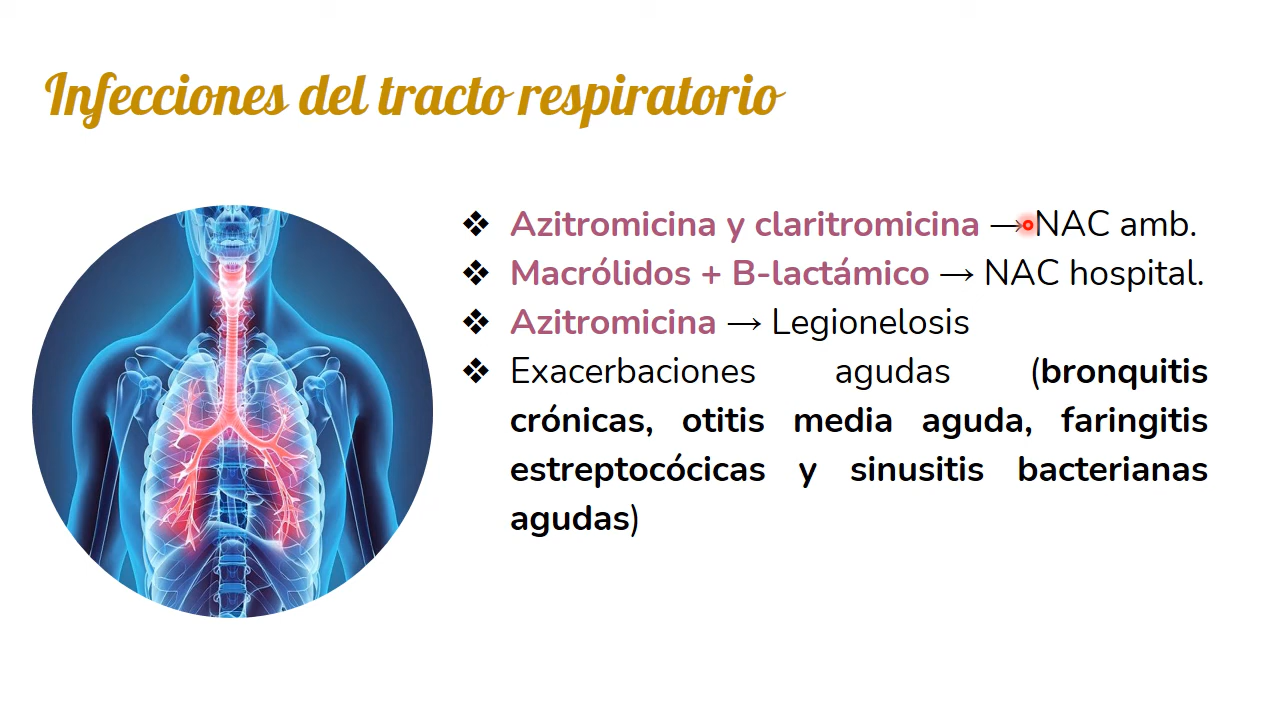 Infecciones del tracto respiratorio
❖ Azitromicina y claritromicina → NAC amb.
❖ Macrólidos + B-lactámico → NAC hospital.
❖ Azitromicina → Legionelosis
❖ Exacerbaciones agudas (bronquitis
crónicas, otitis media aguda, faringitis
estreptocócicas y sinusitis bacterianas
agudas)